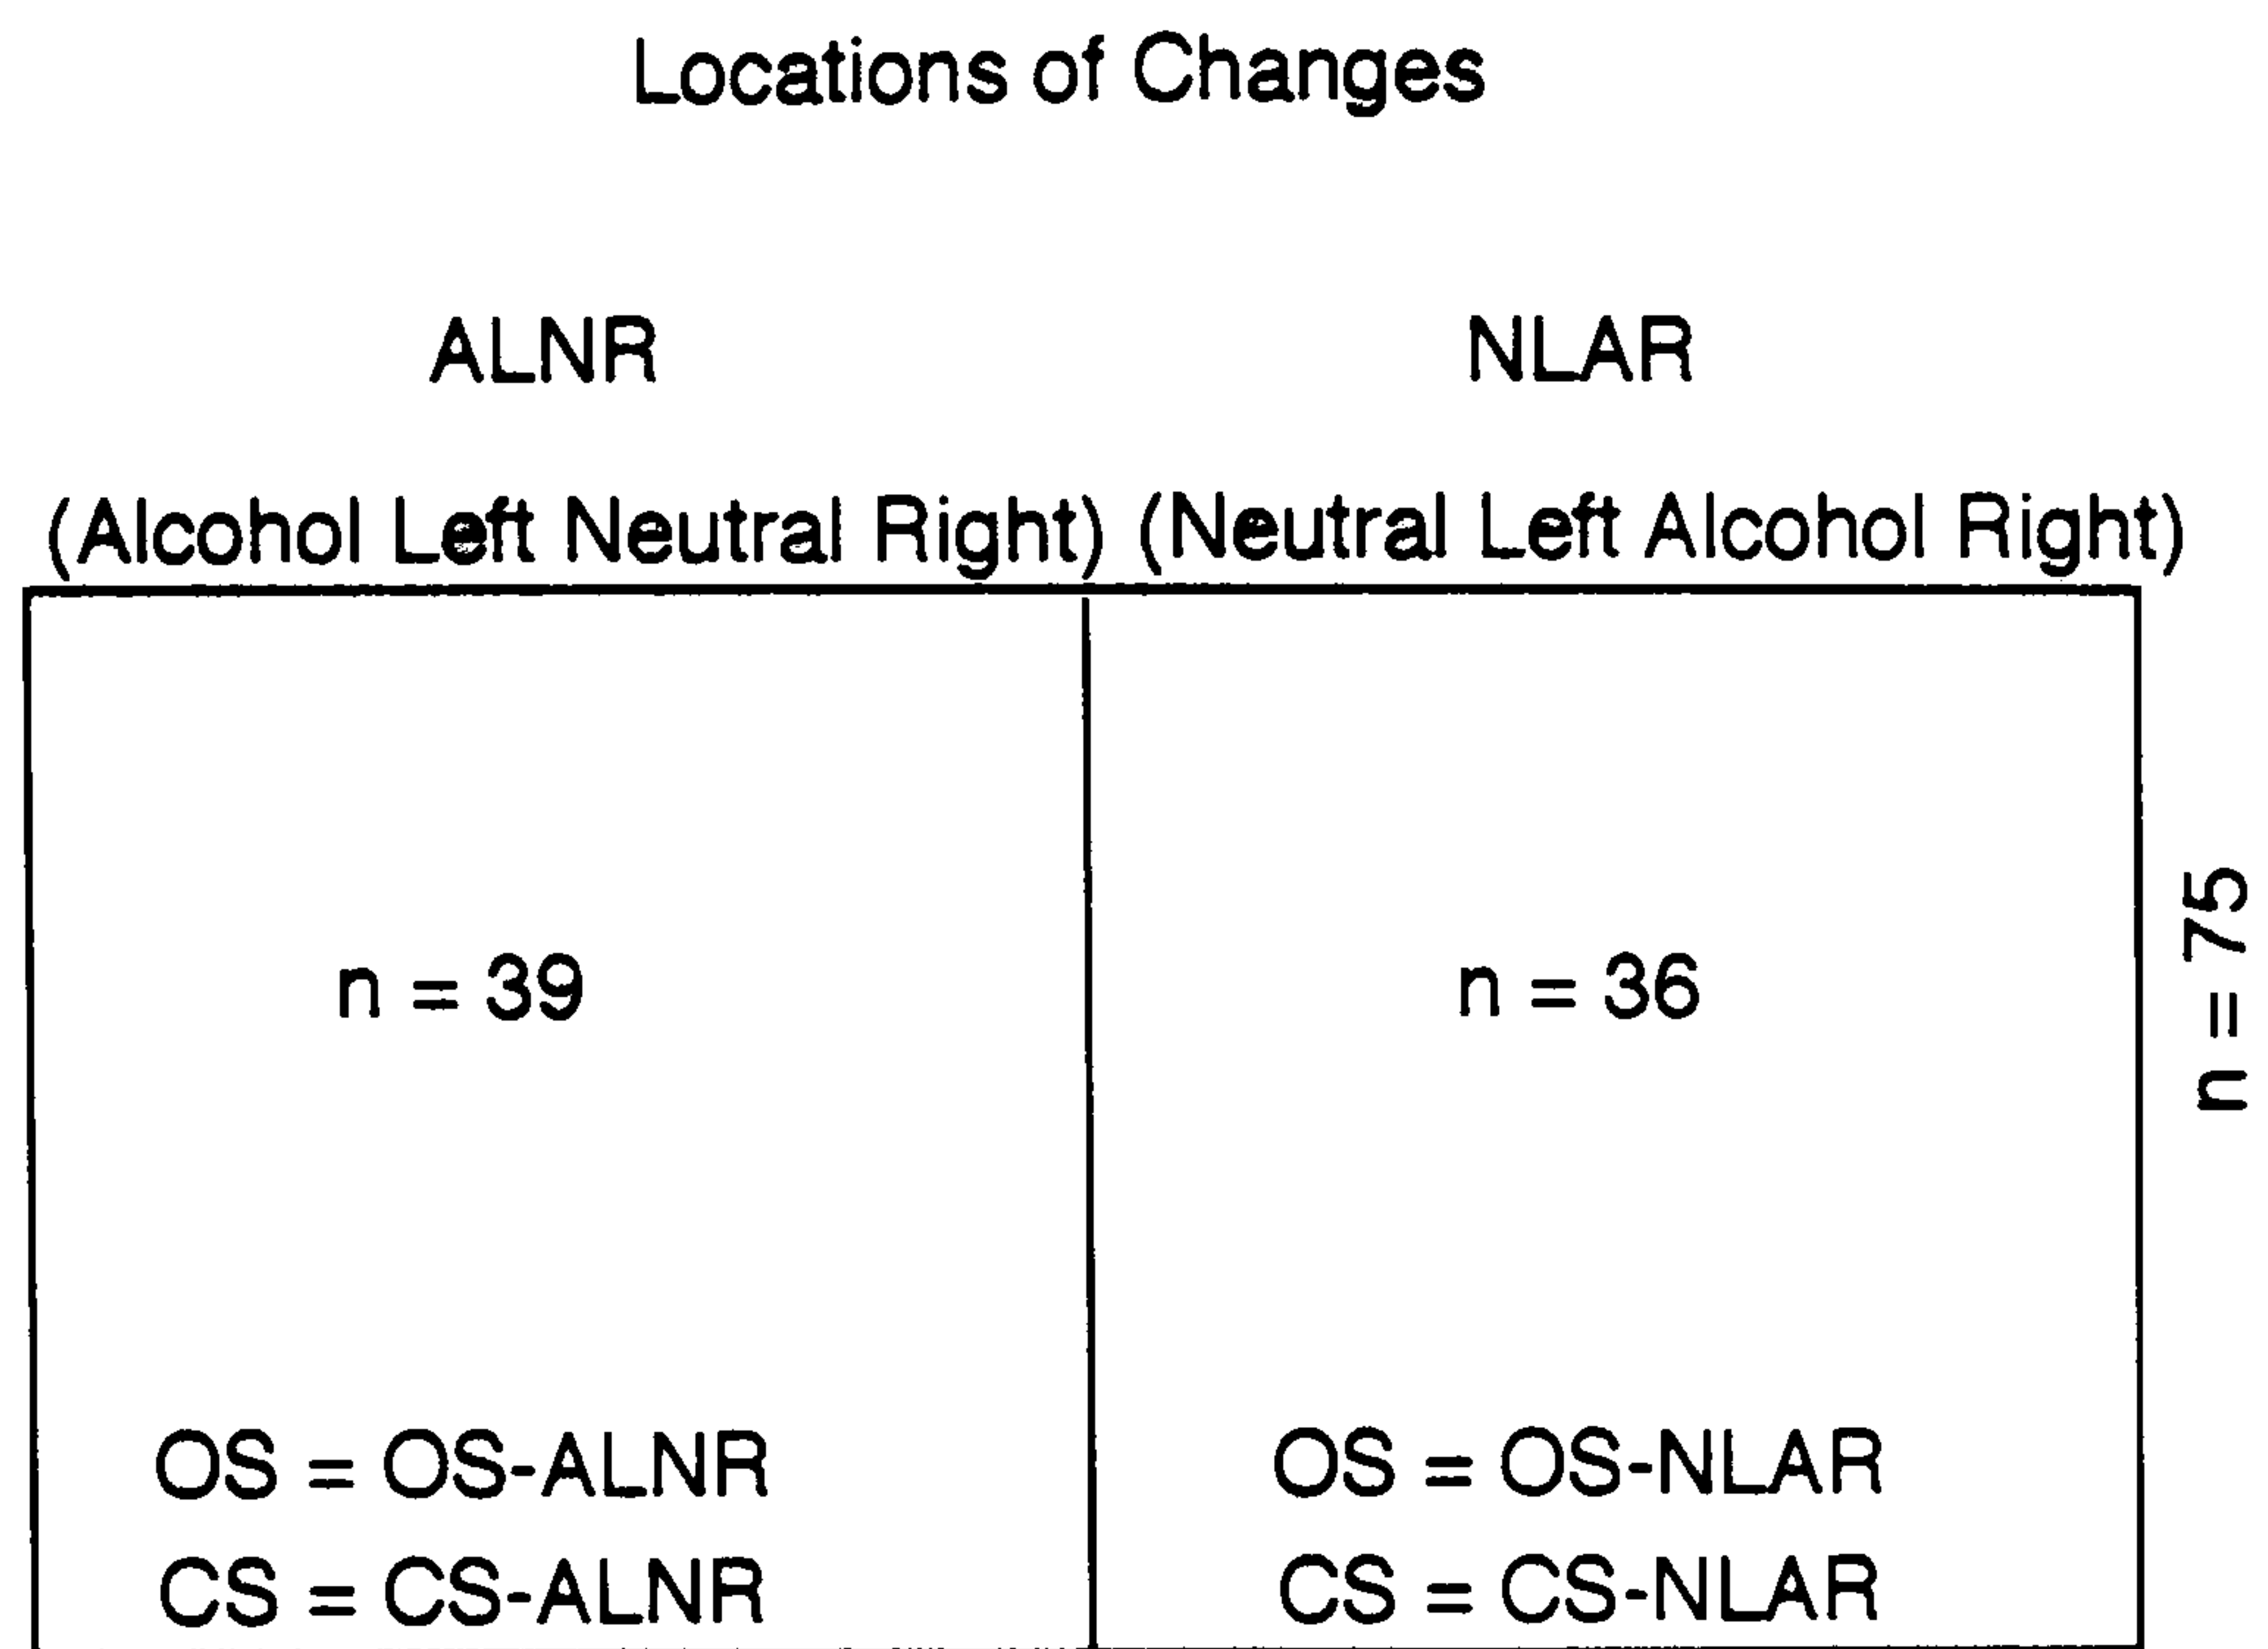 Locations of Changes
ALNR NLAR
(Alcohol Left Neutral Right) (Neutral Left Alcohol Right)
n = 39 n = 36
n = 75
OS = OS-ALNR OS = OS-NLAR
CS = CS-ALNR CS = CS-NLAR